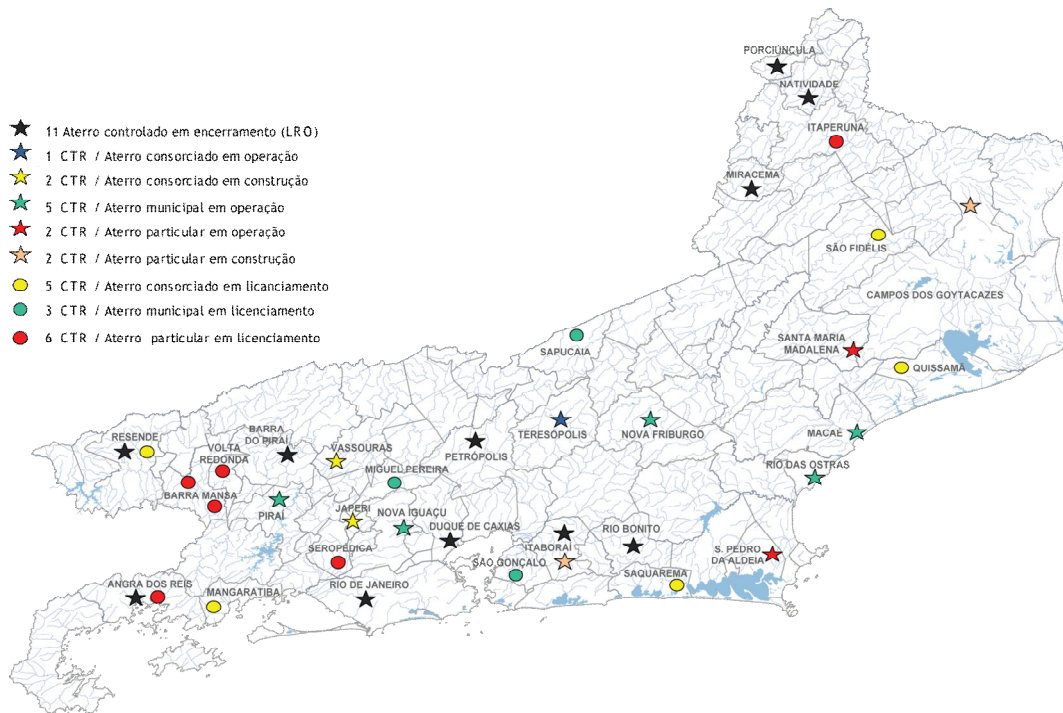 PORCIÚNCULA
NATIVIDADE
ITAPERUNA
MIRACEMA
11 Aterro controlado em encerramento (LRO)
1 CTR / Aterro consorciado em operação
2 CTR / Aterro consorciado em construção
5 CTR / Aterro municipal em operação
2 CTR / Aterro particular em operação
2 CTR / Aterro particular em construção
5 CTR / Aterro consorciado em licanciamento
3 CTR / Aterro municipal em licenciamento
6 CTR / Aterro particular em licenciamento
SÃO FIDÉLIS
CAMPOS DOS GOYTACAZES
SANTA MARIA
MADALENA
SAPUCAIA
QUISSAMÃ
TERESÓPOLIS
NOVA FRIBURGO
MACAÉ
RESENDE
BARRA
DO PIRAÍ
VOLTA
REDONDA
VASSOURAS
PETRÓPOLIS
MIGUEL PEREIRA
RIO DAS OSTRAS
BARRA MANSA
PIRAÍ
JAPERI
NOVA IGUAÇU
DUQUE DE CAXIAS
RIO BONITO
ITABORAÍ
SEROPÉDICA
SÃO GONÇALO
S. PEDRO
DA ALDEIA
SAQUAREMA
ANGRA DOS REIS
MANGARATIBA
RIO DE JANEIRO